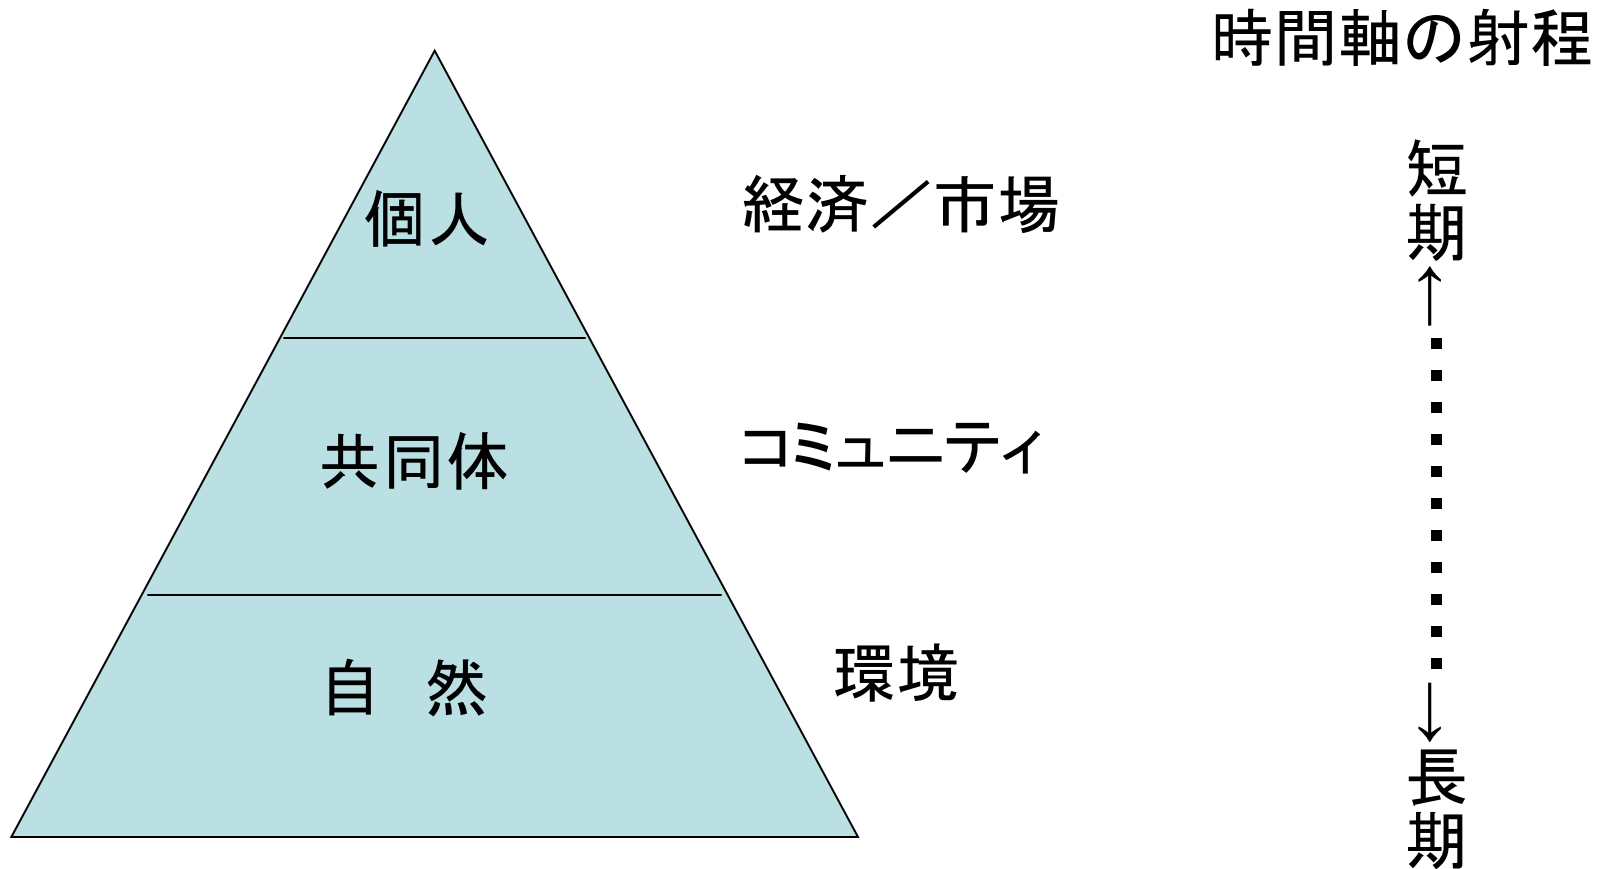 時間軸の射程
個人
経済／市場
共同体
コミュニティ
自　然
環境
短期←・・・・・・・・・・・→長期